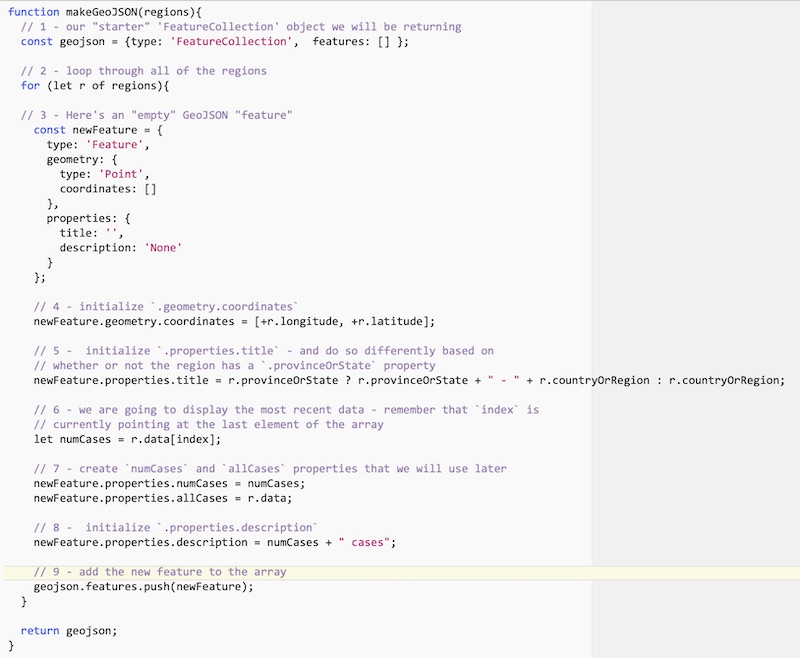 function makeGeoJSON(regions){
  // 1 - our "starter" 'FeatureCollection' object we will be returning
  const geojson = {type: 'FeatureCollection',  features: [] };

  // 2 - loop through all of the regions
  for (let r of regions){

  // 3 - Here's an "empty" GeoJSON "feature"
    const newFeature = {
      type: 'Feature',
      geometry: {
        type: 'Point',
        coordinates: []
      },
      properties: {
        title: '',
        description: 'None'
      }
    };

    // 4 - initialize `.geometry.coordinates`
    newFeature.geometry.coordinates = [+r.longitude, +r.latitude];

    // 5 -  initialize `.properties.title` - and do so differently based on
    // whether or not the region has a `.provinceOrState` property
    newFeature.properties.title = r.provinceOrState ? r.provinceOrState + " - " + r.countryOrRegion : r.countryOrRegion;

    // 6 - we are going to display the most recent data - remember that `index` is
    // currently pointing at the last element of the array
    let numCases = r.data[index];

    // 7 - create `numCases` and `allCases` properties that we will use later
    newFeature.properties.numCases = numCases;
    newFeature.properties.allCases = r.data;

    // 8 -  initialize `.properties.description`
    newFeature.properties.description = numCases + " cases";

    // 9 - add the new feature to the array
    geojson.features.push(newFeature);
  }

  return geojson;
}